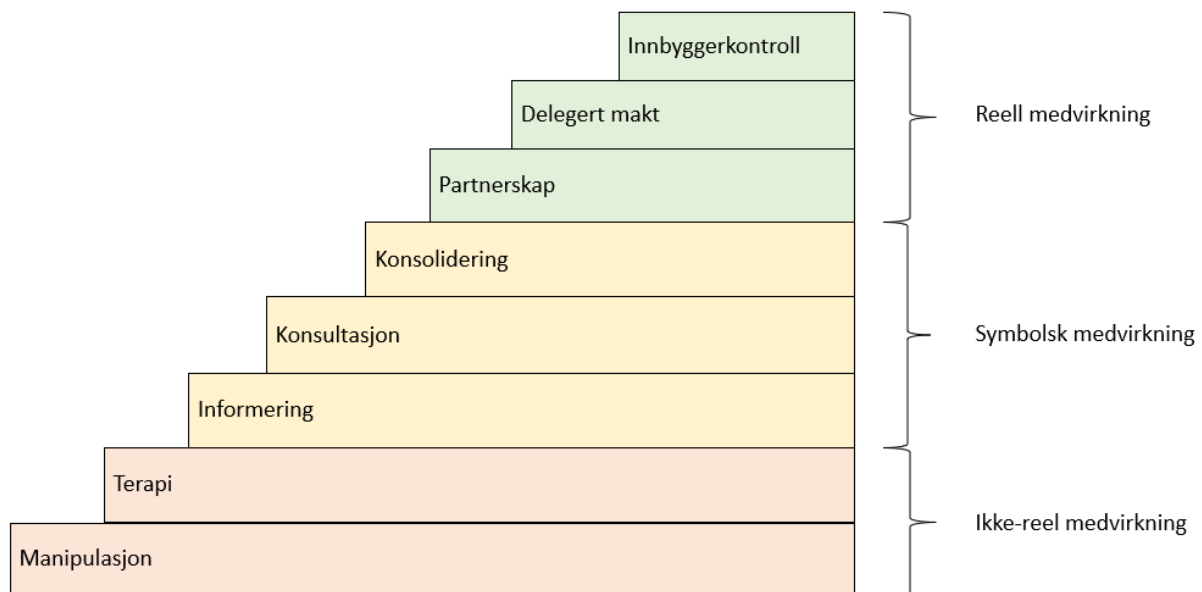 Innbyggerkontroll
Delegert makt
Reell medvirkning
Partnerskap
Konsolidering
Konsultasjon
Symbolsk medvirkning
Informering
Terapi
Ikke-reel medvirkning
Manipulasjon